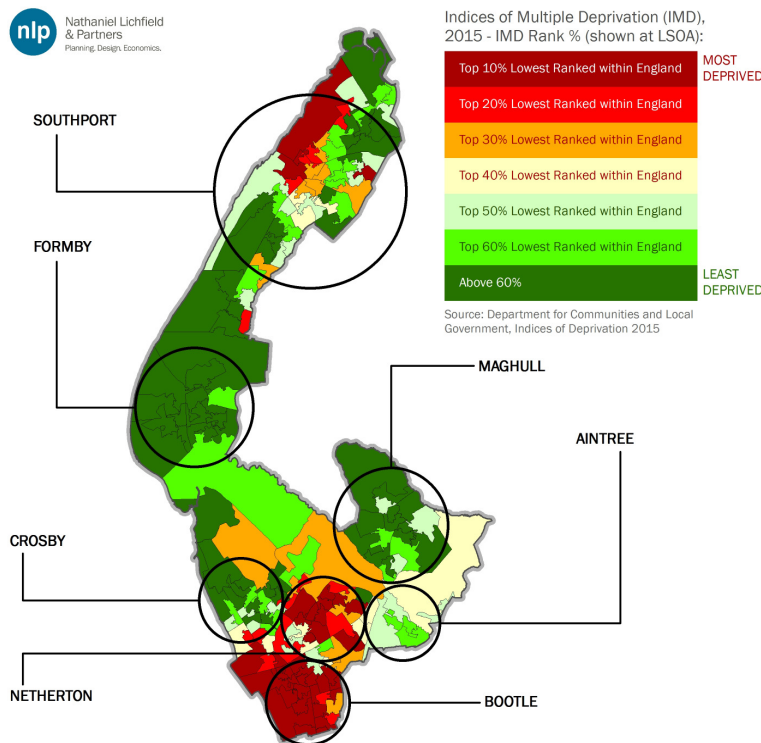 nlp
Nathaniel Lichfield
& Partners
Planning. Design. Economics.
Indices of Multiple Deprivation (IMD),
2015 - IMD Rank % (shown at LSOA):
Top 10% Lowest Ranked within England
MOST
DEPRIVED
Top 20% Lowest Ranked within England
Top 30% Lowest Ranked within England
Top 40% Lowest Ranked within England
Top 50% Lowest Ranked within England
Top 60% Lowest Ranked within England
Above 60%
LEAST
DEPRIVED
Source: Department for Communities and Local
Government, Indices of Deprivation 2015
SOUTHPORT
FORMBY
MAGHULL
AINTREE
CROSBY
NETHERTON
BOOTLE